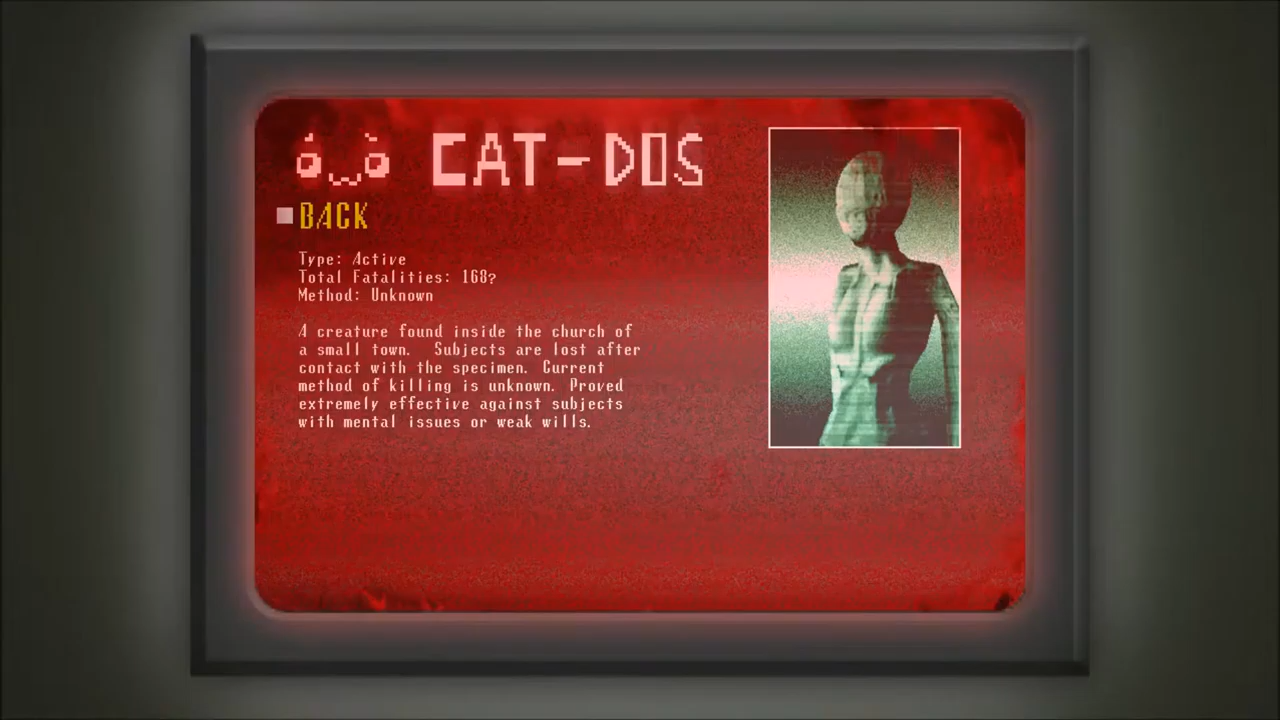 CAT-DOS
BACK
Type: Active
Total Fatalities: 168?
Method: Unknown
A creature found inside the church of
a small town. Subjects are lost after
contact with the specimen. Current
method of killing is unknown. Proved
extremely effective against subjects
with mental issues or weak wills.